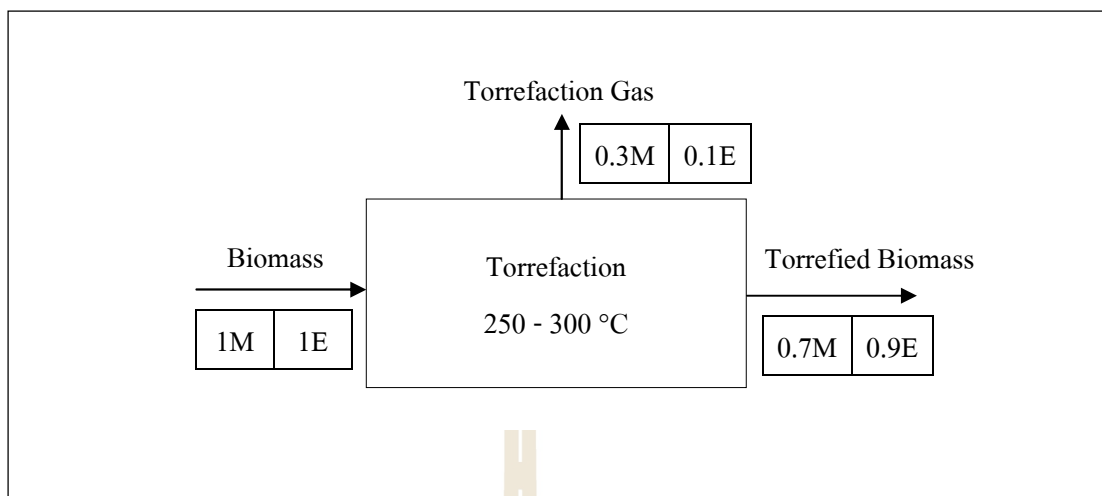 Torrefaction Gas
0.3M 0.1E
Biomass
1M 1E
Torrefaction
250 - 300 °C
Torrefied Biomass
0.7M 0.9E